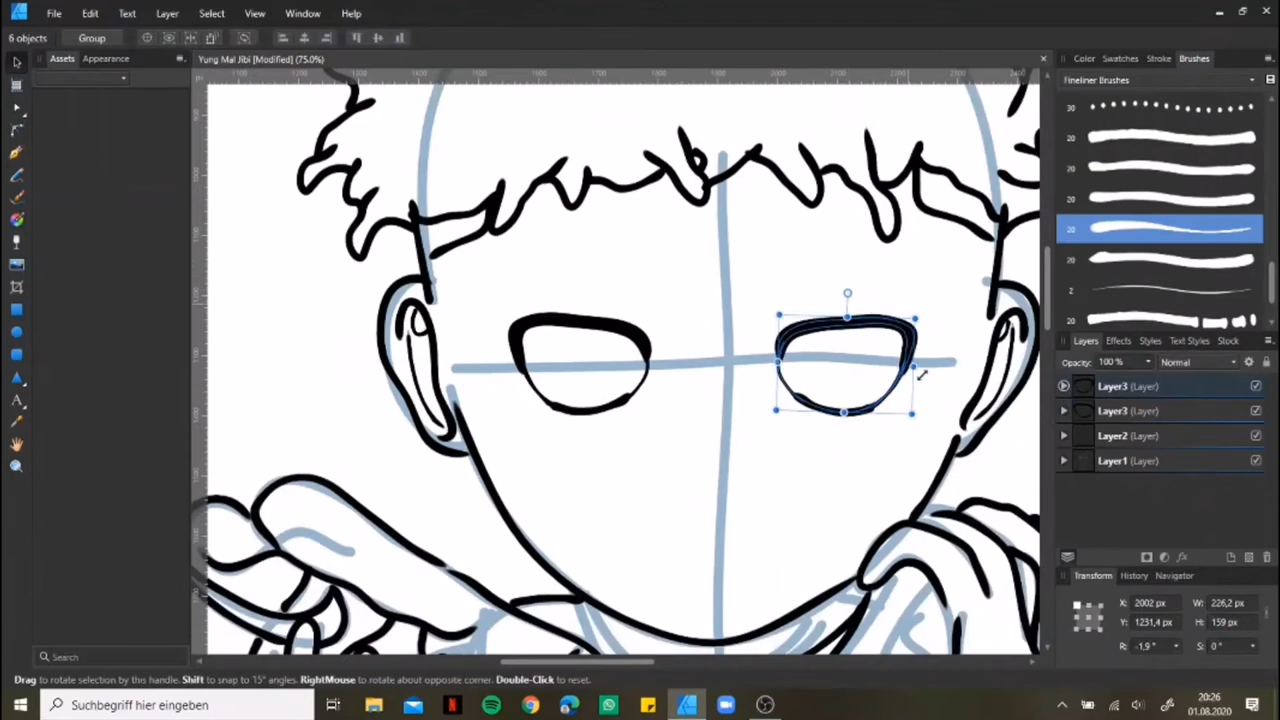 File Edit Text Layer Select View Window Help
6 objects Group
Assets Appearance
Yung Mal Jibi [Modified] (75.0%)
Color Swatches Stroke Brushes
Fineliner Brushes
30
20
20
20
20
20
2
20
Layers Effects Styles Text Styles Stock
Opacity: 100 % Normal
Layer3 (Layer)
Layer3 (Layer)
Layer2 (Layer)
Layer1 (Layer)
Transform History Navigator
X: 2002 px W: 226,2 px
Y: 1231,4 px H: 159 px
R: -1,9 ° S: 0 °
Search
Drag to rotate selection by this handle. Shift to snap to 15° angles. RightMouse to rotate about opposite corner. Double-Click to reset.
Suchbegriff hier eingeben
20:26
01.08.2020